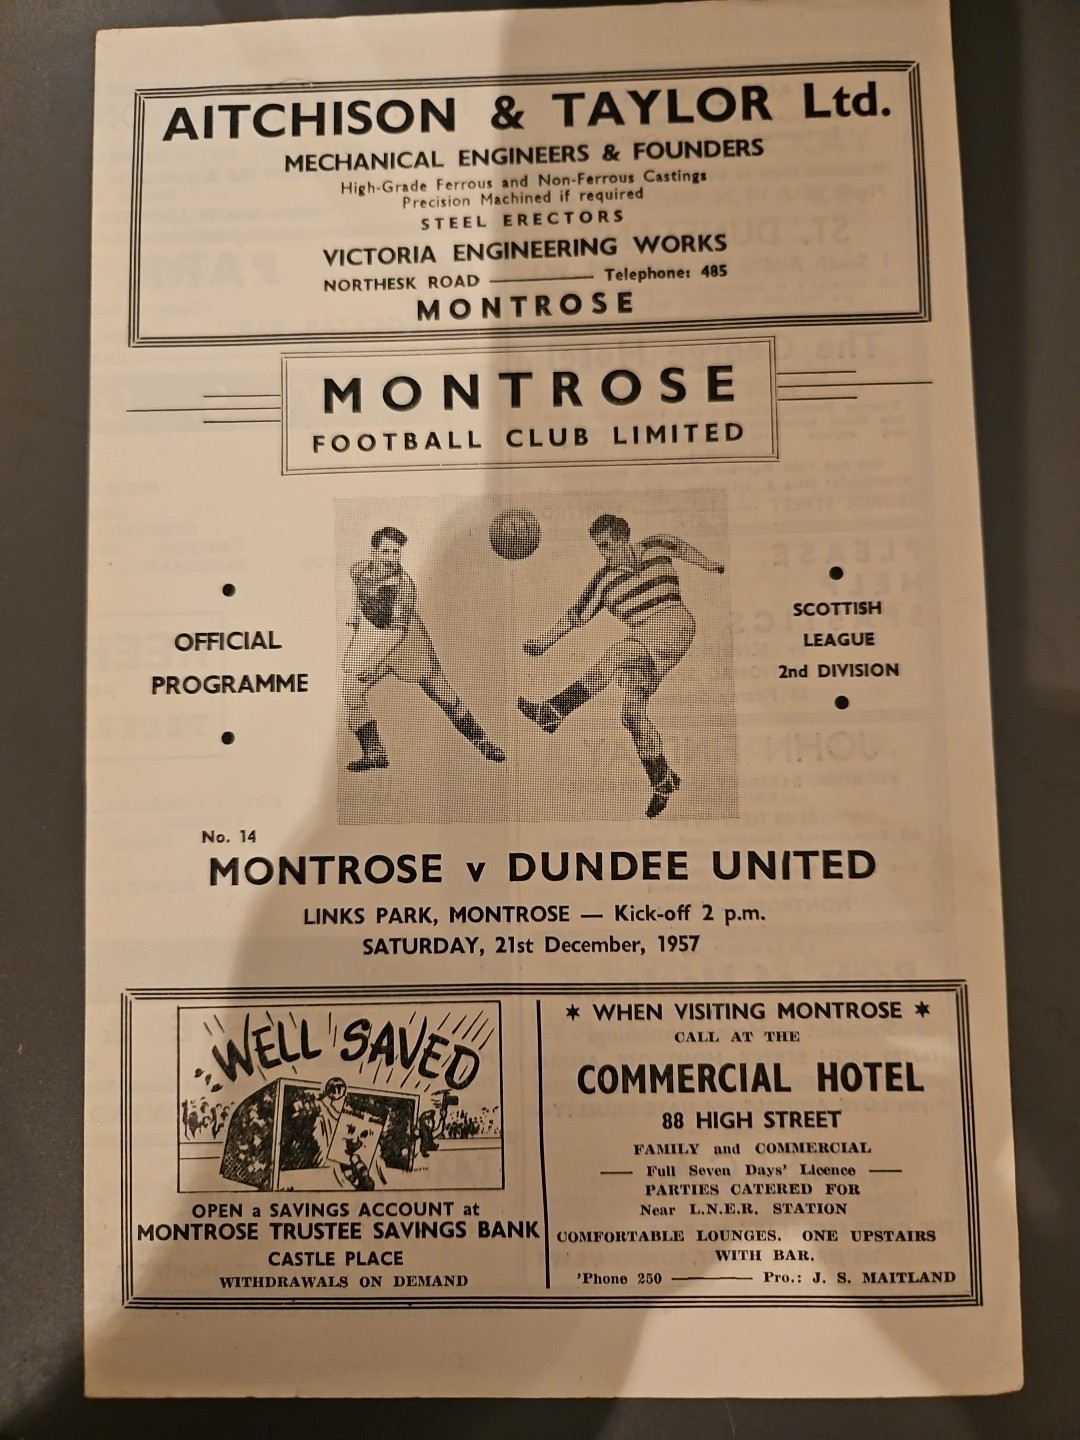 AITCHISON & TAYLOR Ltd.
MECHANICAL ENGINEERS & FOUNDERS
High-Grade Ferrous and Non-Ferrous Castings
Precision Machined if required
STEEL ERECTORS
VICTORIA ENGINEERING WORKS
NORTHESK ROAD ——— Telephone: 485
MONTROSE
MONTROSE
FOOTBALL CLUB LIMITED
OFFICIAL
PROGRAMME
SCOTTISH
LEAGUE
2nd DIVISION
No. 14
MONTROSE v DUNDEE UNITED
LINKS PARK, MONTROSE — Kick-off 2 p.m.
SATURDAY, 21st December, 1957
WELL SAVED
OPEN a SAVINGS ACCOUNT at
MONTROSE TRUSTEE SAVINGS BANK
CASTLE PLACE
WITHDRAWALS ON DEMAND
* WHEN VISITING MONTROSE *
CALL AT THE
COMMERCIAL HOTEL
88 HIGH STREET
FAMILY and COMMERCIAL
—— Full Seven Days' Licence ——
PARTIES CATERED FOR
Near L.N.E.R. STATION
COMFORTABLE LOUNGES. ONE UPSTAIRS
WITH BAR.
'Phone 250 ——— Pro.: J. S. MAITLAND